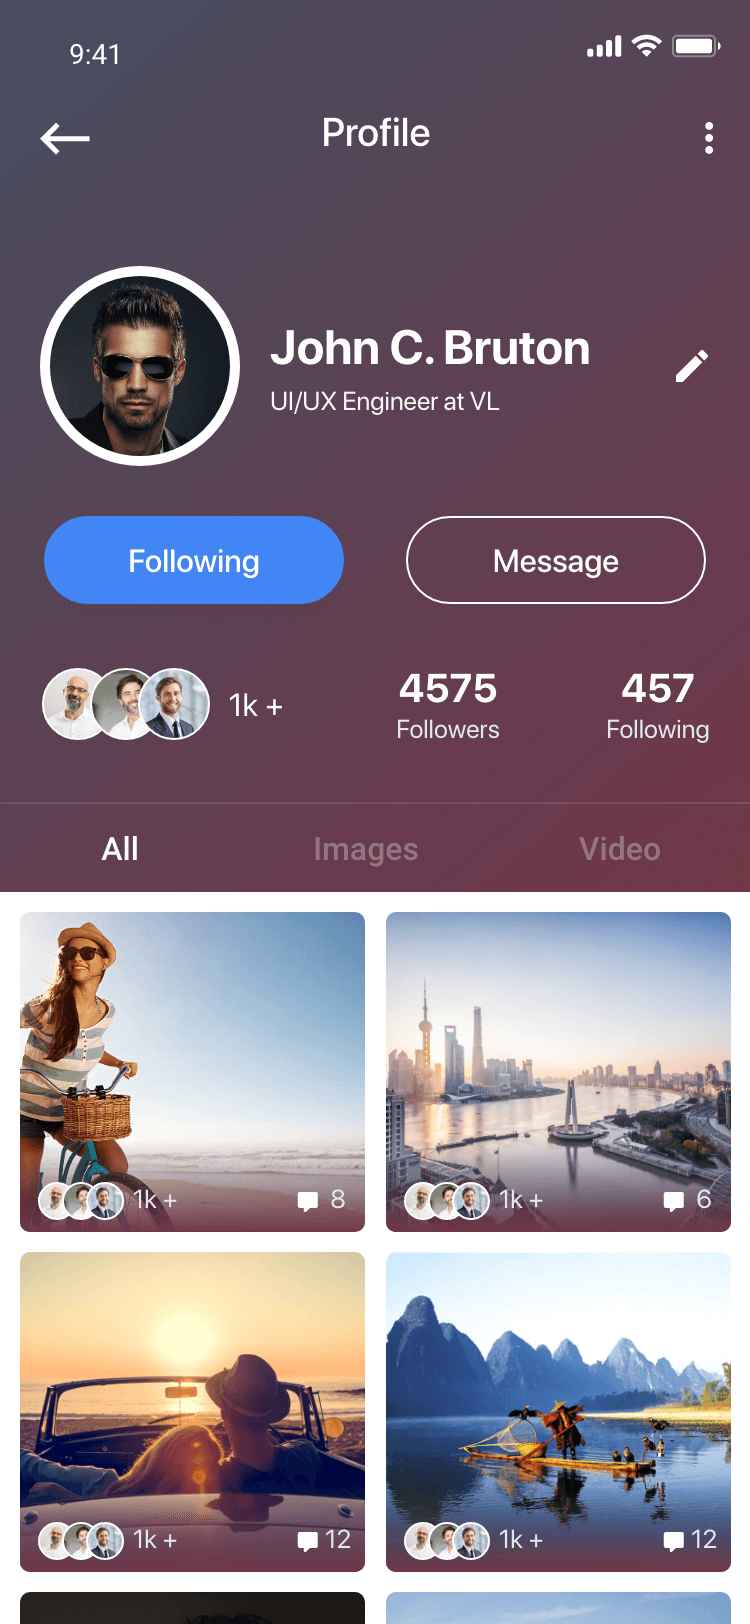 9:41
Profile
John C. Bruton
UI/UX Engineer at VL
Following
Message
1k +
4575
Followers
457
Following
All
Images
Video
1k +
8
1k +
6
1k +
12
1k +
12